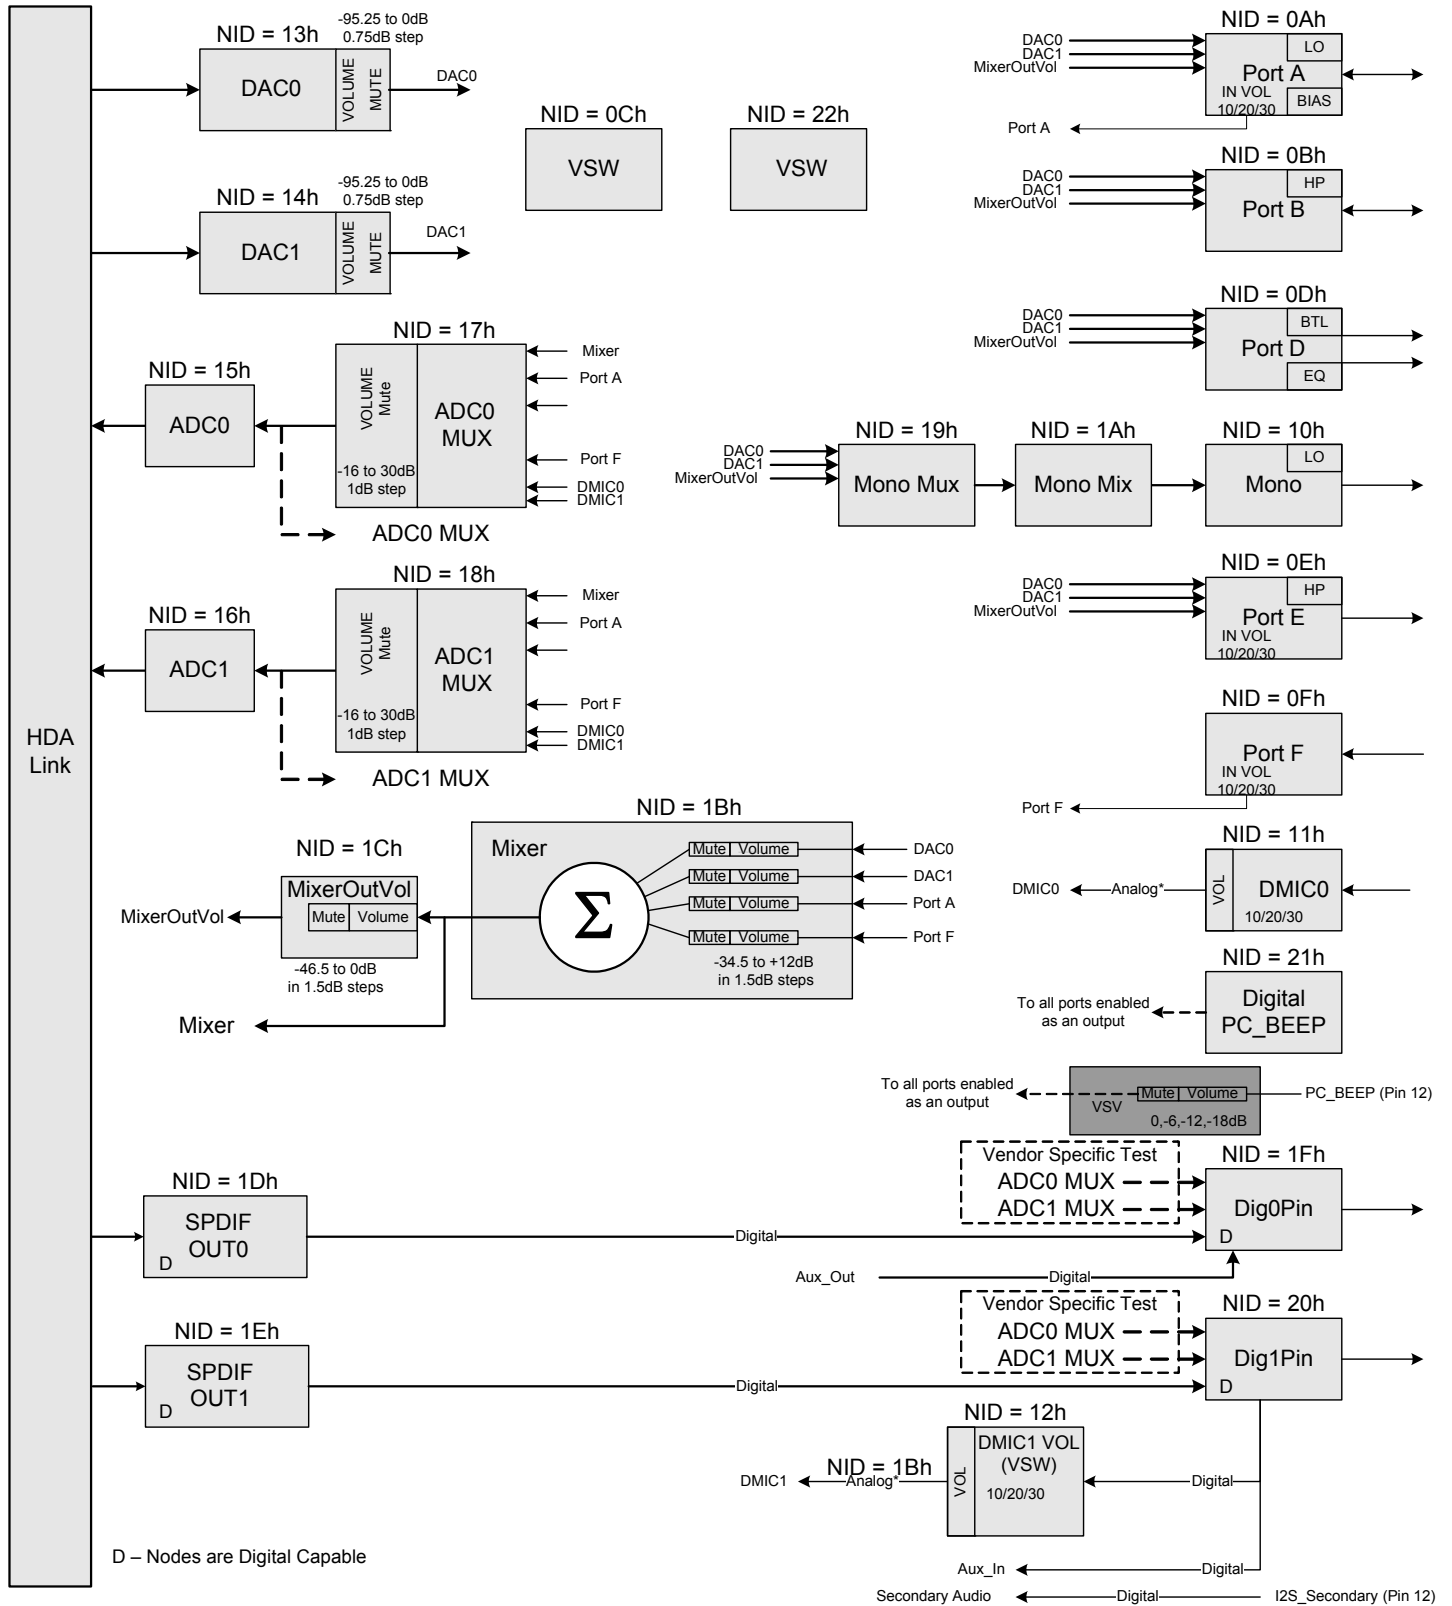 HDA
Link
NID = 13h
-95.25 to 0dB
0.75dB step
DAC0
VOLUME
MUTE
DAC0
NID = 14h
-95.25 to 0dB
0.75dB step
DAC1
VOLUME
MUTE
DAC1
NID = 0Ch
VSW
NID = 22h
VSW
NID = 0Ah
DAC0
DAC1
MixerOutVol
LO
Port A
IN VOL
10/20/30
BIAS
Port A
NID = 0Bh
DAC0
DAC1
MixerOutVol
HP
Port B
NID = 0Dh
DAC0
DAC1
MixerOutVol
BTL
Port D
EQ
NID = 17h
NID = 15h
ADC0
VOLUME
Mute
-16 to 30dB
1dB step
ADC0
MUX
Mixer
Port A
Port F
DMIC0
DMIC1
ADC0 MUX
NID = 19h
DAC0
DAC1
MixerOutVol
Mono Mux
NID = 1Ah
Mono Mix
NID = 10h
LO
Mono
NID = 18h
NID = 16h
ADC1
VOLUME
Mute
-16 to 30dB
1dB step
ADC1
MUX
Mixer
Port A
Port F
DMIC0
DMIC1
ADC1 MUX
NID = 0Eh
DAC0
DAC1
MixerOutVol
HP
Port E
IN VOL
10/20/30
NID = 0Fh
Port F
IN VOL
10/20/30
Port F
NID = 1Bh
Mixer
Σ
Mute Volume
Mute Volume
Mute Volume
Mute Volume
DAC0
DAC1
Port A
Port F
-34.5 to +12dB
in 1.5dB steps
NID = 1Ch
MixerOutVol
Mute Volume
MixerOutVol
-46.5 to 0dB
in 1.5dB steps
Mixer
NID = 11h
DMIC0
Analog*
VOL
DMIC0
10/20/30
NID = 21h
To all ports enabled
as an output
Digital
PC_BEEP
To all ports enabled
as an output
VSV
Mute Volume
0,-6,-12,-18dB
PC_BEEP (Pin 12)
Vendor Specific Test
ADC0 MUX
ADC1 MUX
NID = 1Fh
Dig0Pin
D
NID = 1Dh
SPDIF
OUT0
D
Digital
Aux_Out
Digital
Vendor Specific Test
ADC0 MUX
ADC1 MUX
NID = 20h
Dig1Pin
D
NID = 1Eh
SPDIF
OUT1
D
Digital
NID = 12h
DMIC1 VOL
(VSW)
VOL
10/20/30
NID = 1Bh
DMIC1
Analog*
Digital
D – Nodes are Digital Capable
Aux_In
Digital
Secondary Audio
Digital
I2S_Secondary (Pin 12)